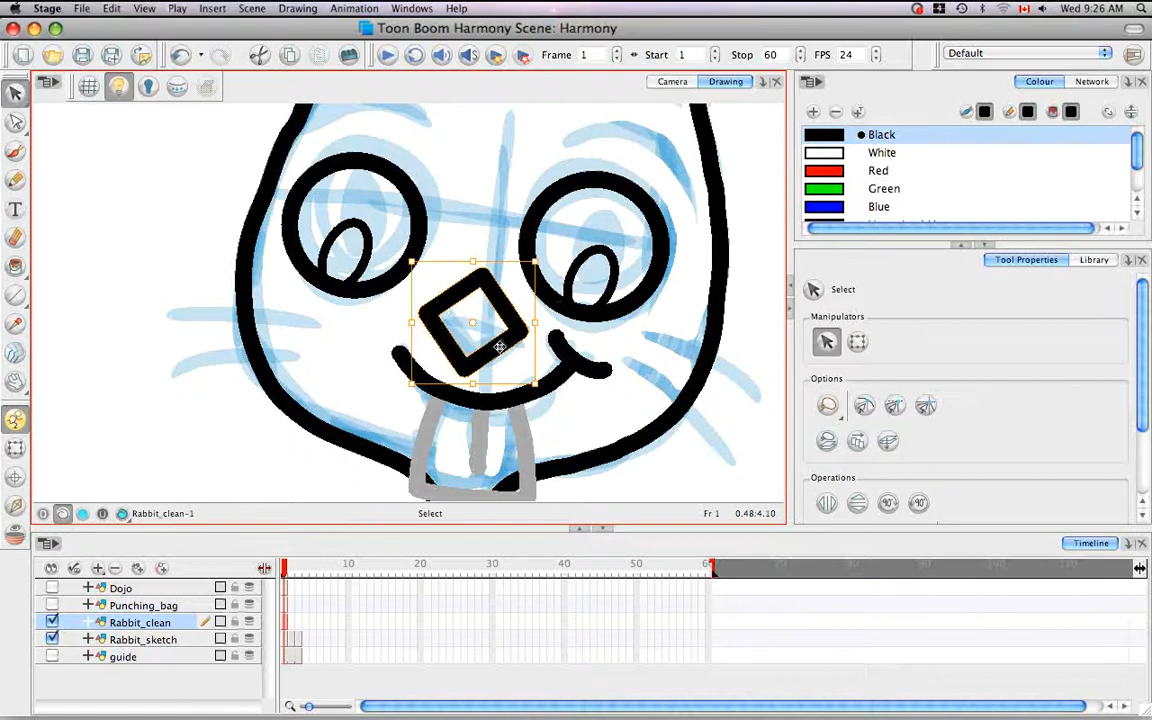 Stage File Edit View Play Insert Scene Drawing Animation Windows Help Wed 9:26 AM
Toon Boom Harmony Scene: Harmony
Frame 1 Start 1 Stop 60 FPS 24 Default
Camera Drawing
Colour Network
Black
White
Red
Green
Blue
Tool Properties Library
Select
Manipulators
Options
Operations
Rabbit_clean-1 Select Fr 1 0.48:4.10
Timeline
10 20 30 40 50 60
Dojo
Punching_bag
Rabbit_clean
Rabbit_sketch
guide